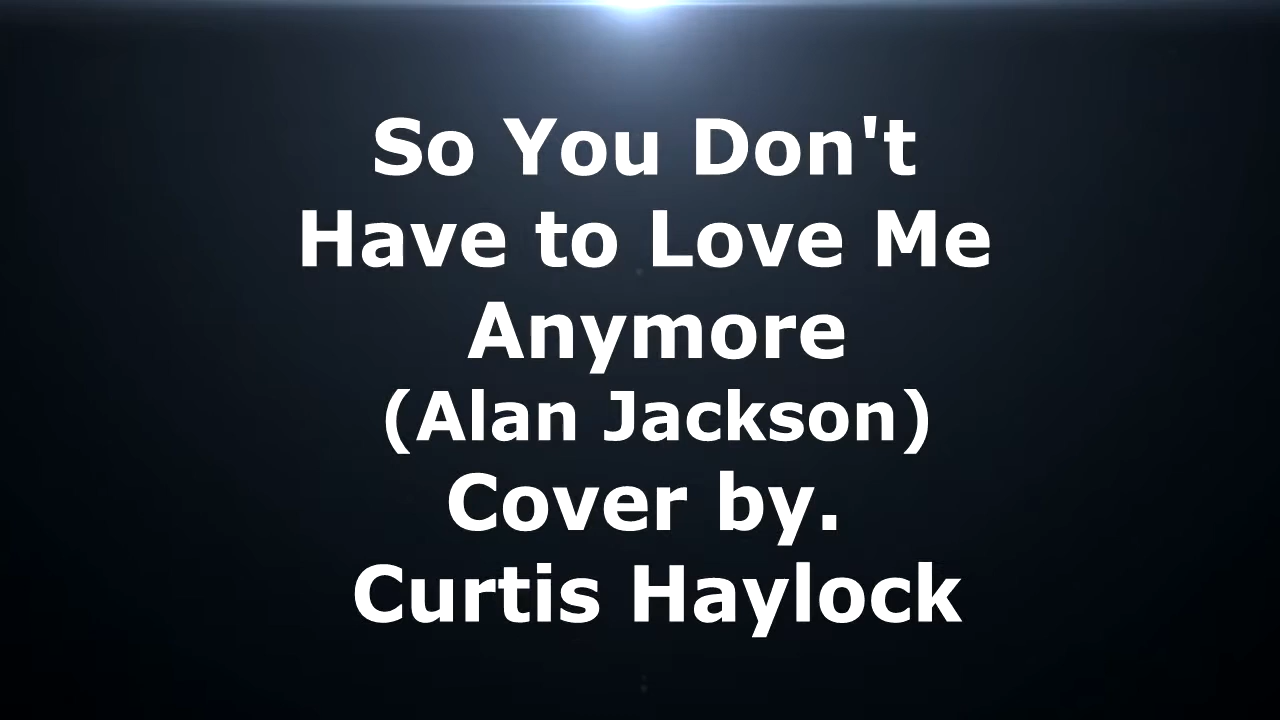 So You Don't
Have to Love Me
Anymore
(Alan Jackson)
Cover by.
Curtis Haylock